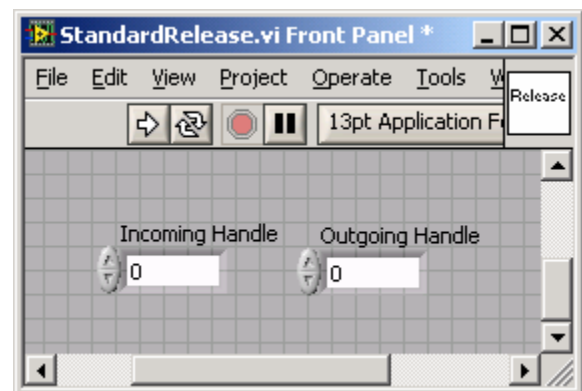 StandardRelease.vi Front Panel *
File Edit View Project Operate Tools W
Release
13pt Application F
Incoming Handle Outgoing Handle
0 0